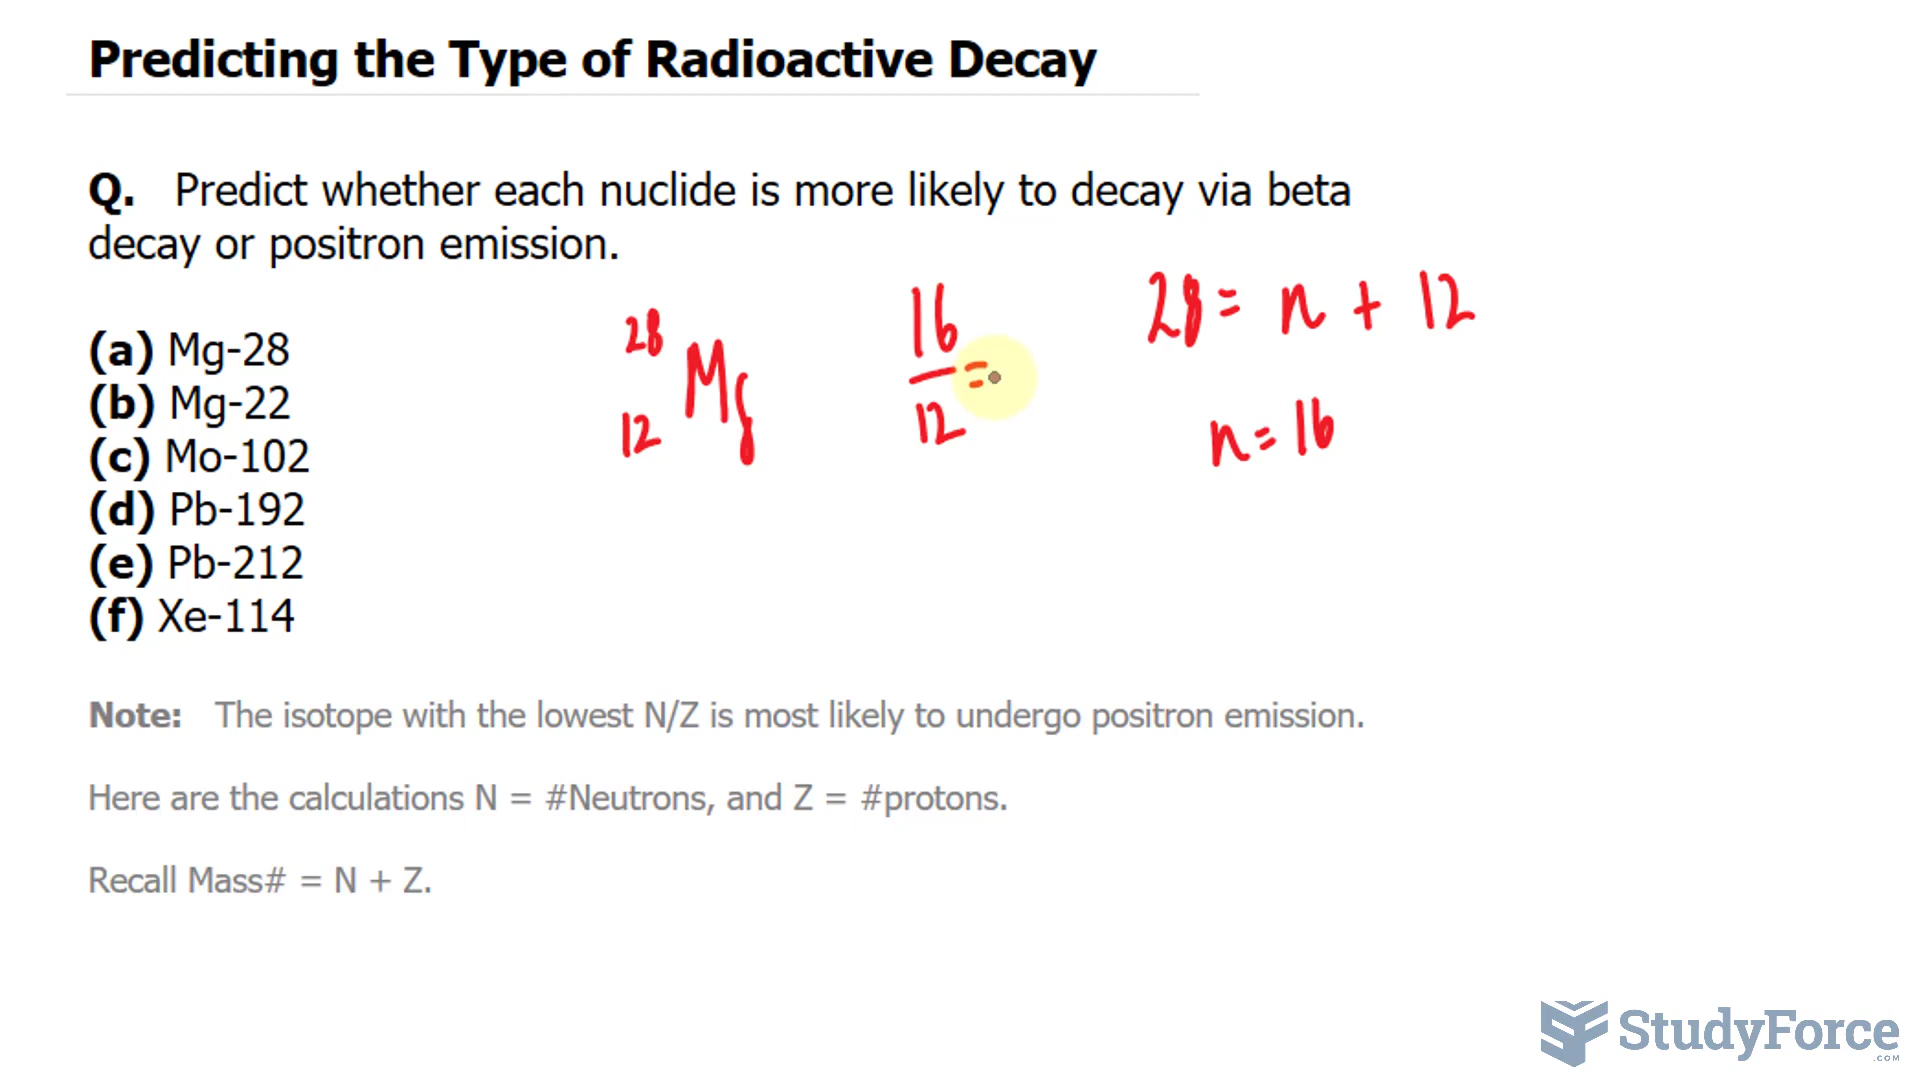 Predicting the Type of Radioactive Decay
Q. Predict whether each nuclide is more likely to decay via beta
decay or positron emission.
28 = n + 12
16
28
(a) Mg-28
Mg
=
(b) Mg-22
12
12
n = 16
(c) Mo-102
(d) Pb-192
(e) Pb-212
(f) Xe-114
Note: The isotope with the lowest N/Z is most likely to undergo positron emission.
Here are the calculations N = #Neutrons, and Z = #protons.
Recall Mass# = N + Z.
StudyForce
.COM